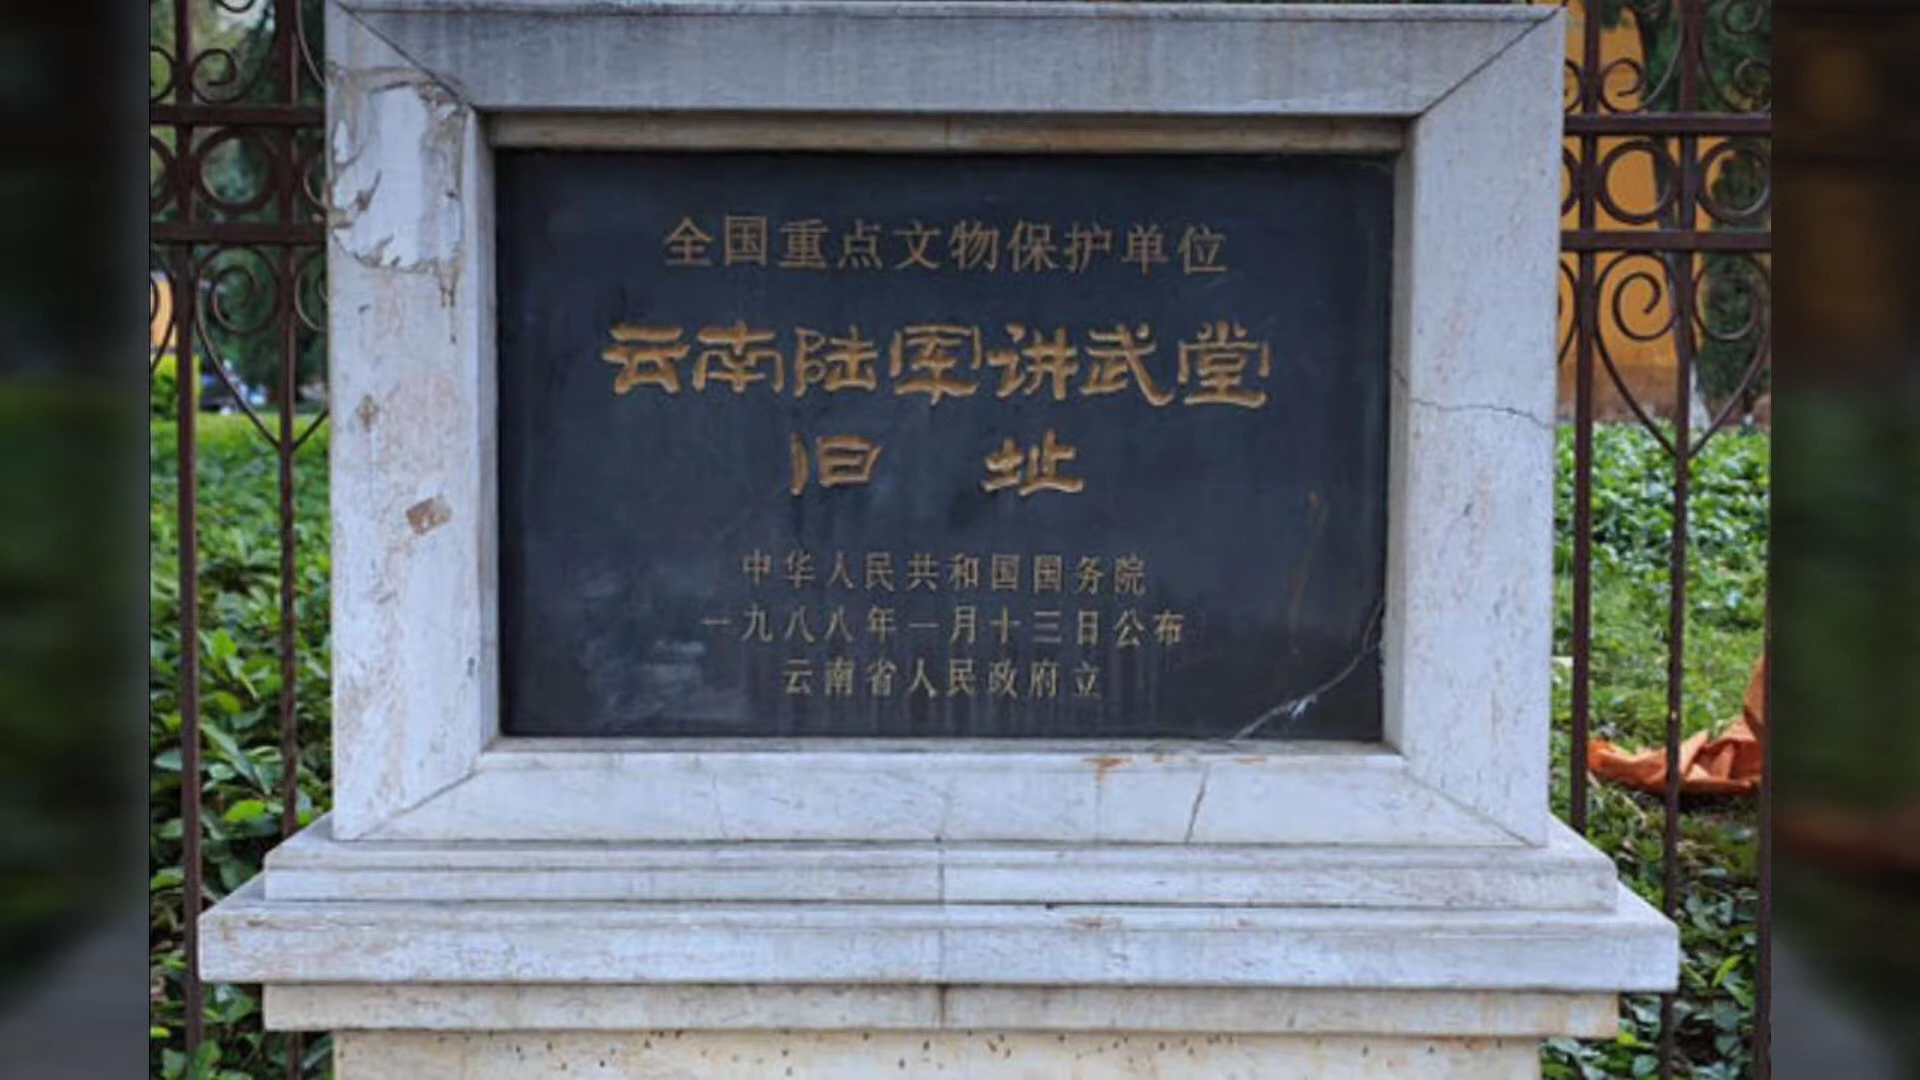 全国重点文物保护单位
云南陆军讲武堂
旧址
中华人民共和国国务院
一九八八年一月十三日公布
云南省人民政府立